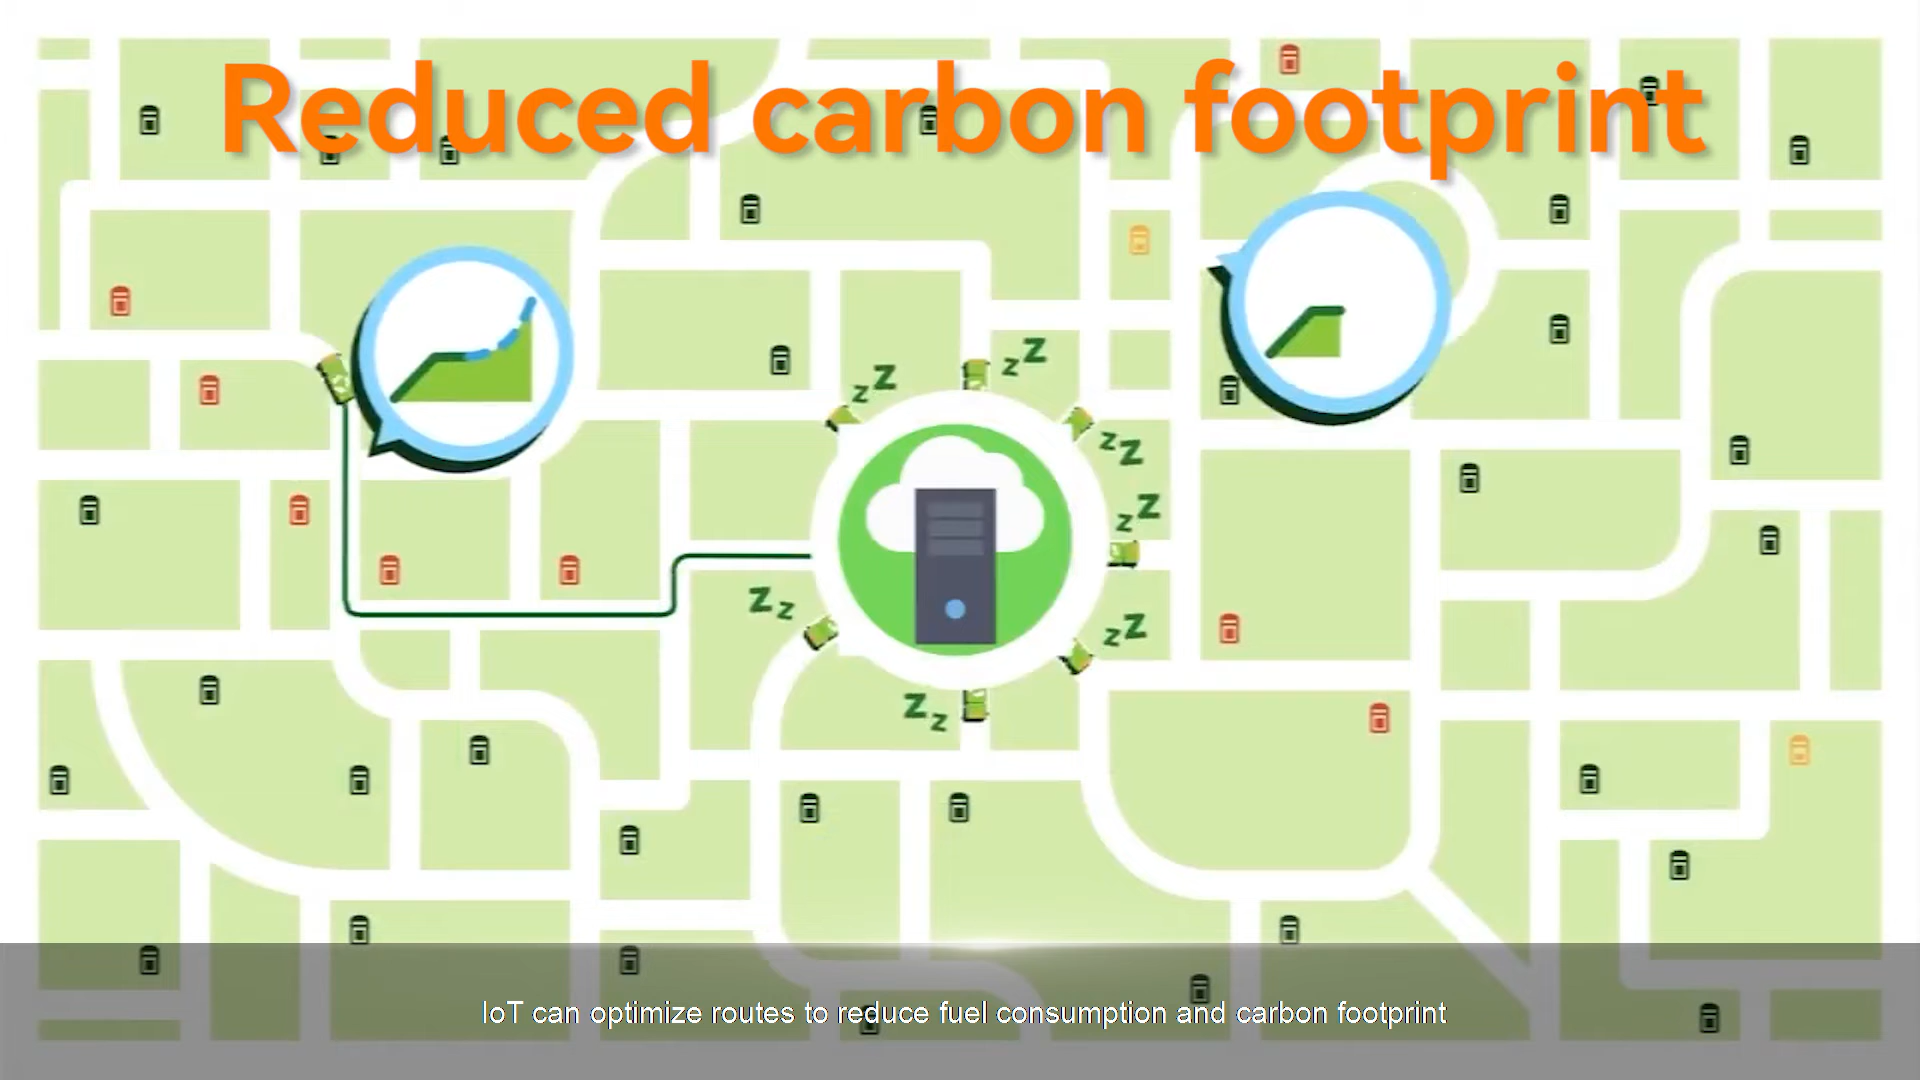 Reduced carbon footprint
z Z
z Z
z Z
z Z
Z z
z Z
Z z
IoT can optimize routes to reduce fuel consumption and carbon footprint